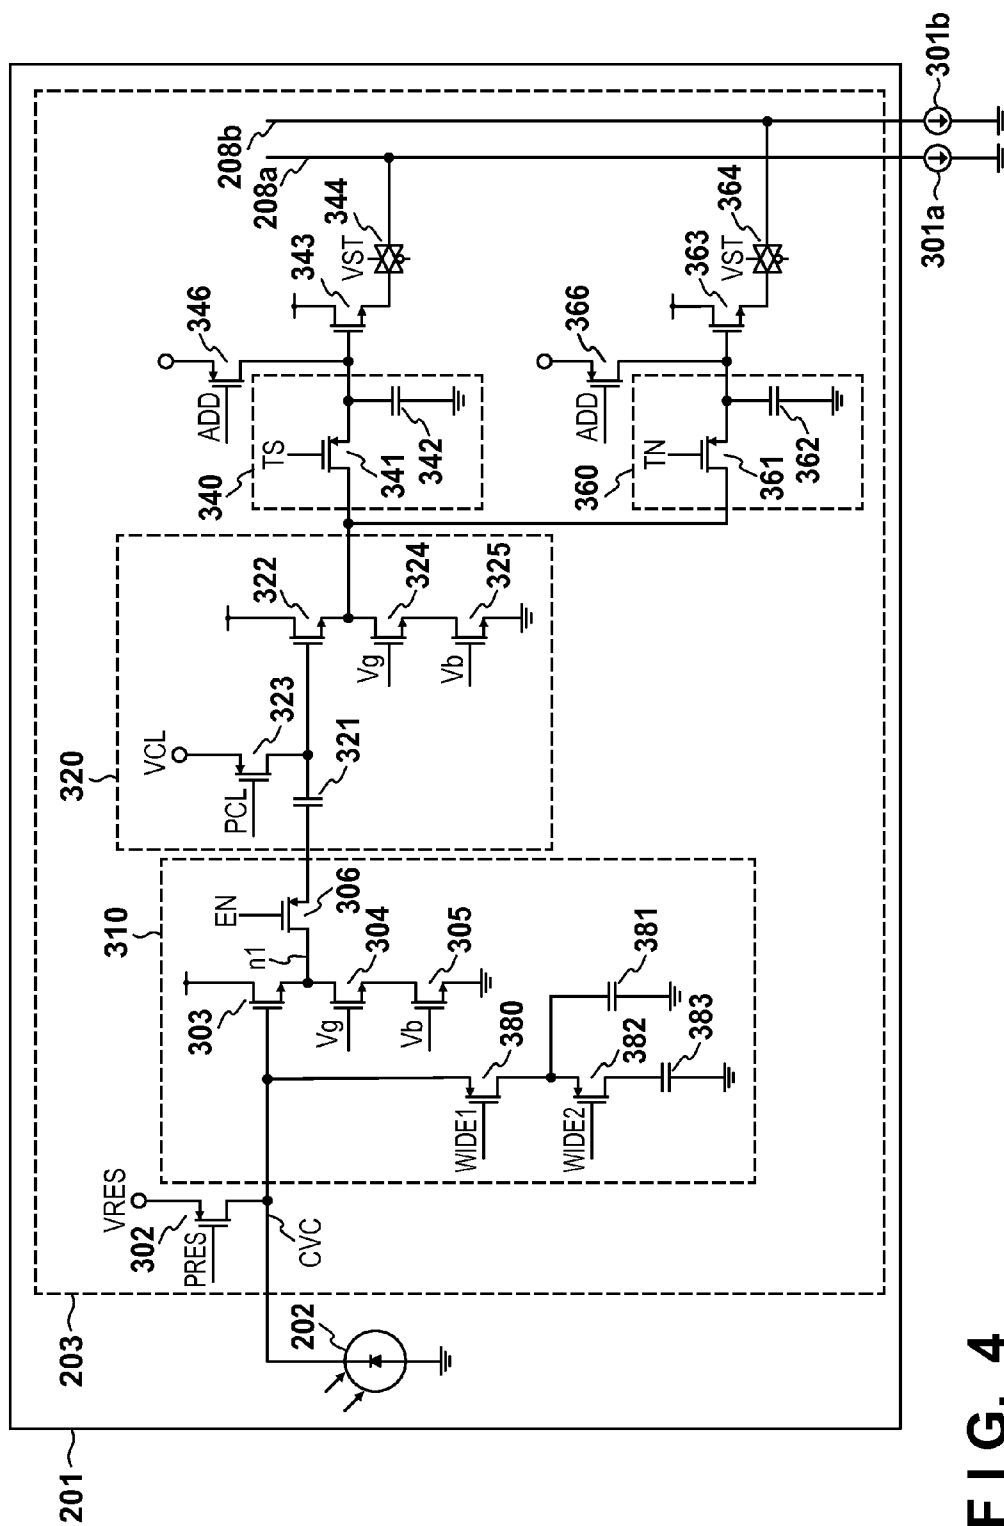 FIG. 4
201
203
202
VRES
302
PRES
CVC
310
303
n1
EN
306
Vg
304
Vb
305
WIDE1
380
381
WIDE2
382
383
320
VCL
PCL
323
321
322
Vg
324
Vb
325
340
TS
341
342
ADD
346
343
VST
344
208a
208b
360
TN
361
362
ADD
366
363
VST
364
301a
301b